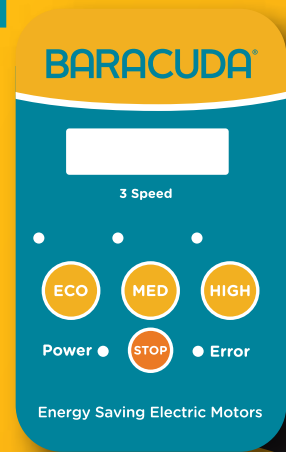 BARACUDA®
3 Speed
ECO MED HIGH
Power STOP Error
Energy Saving Electric Motors